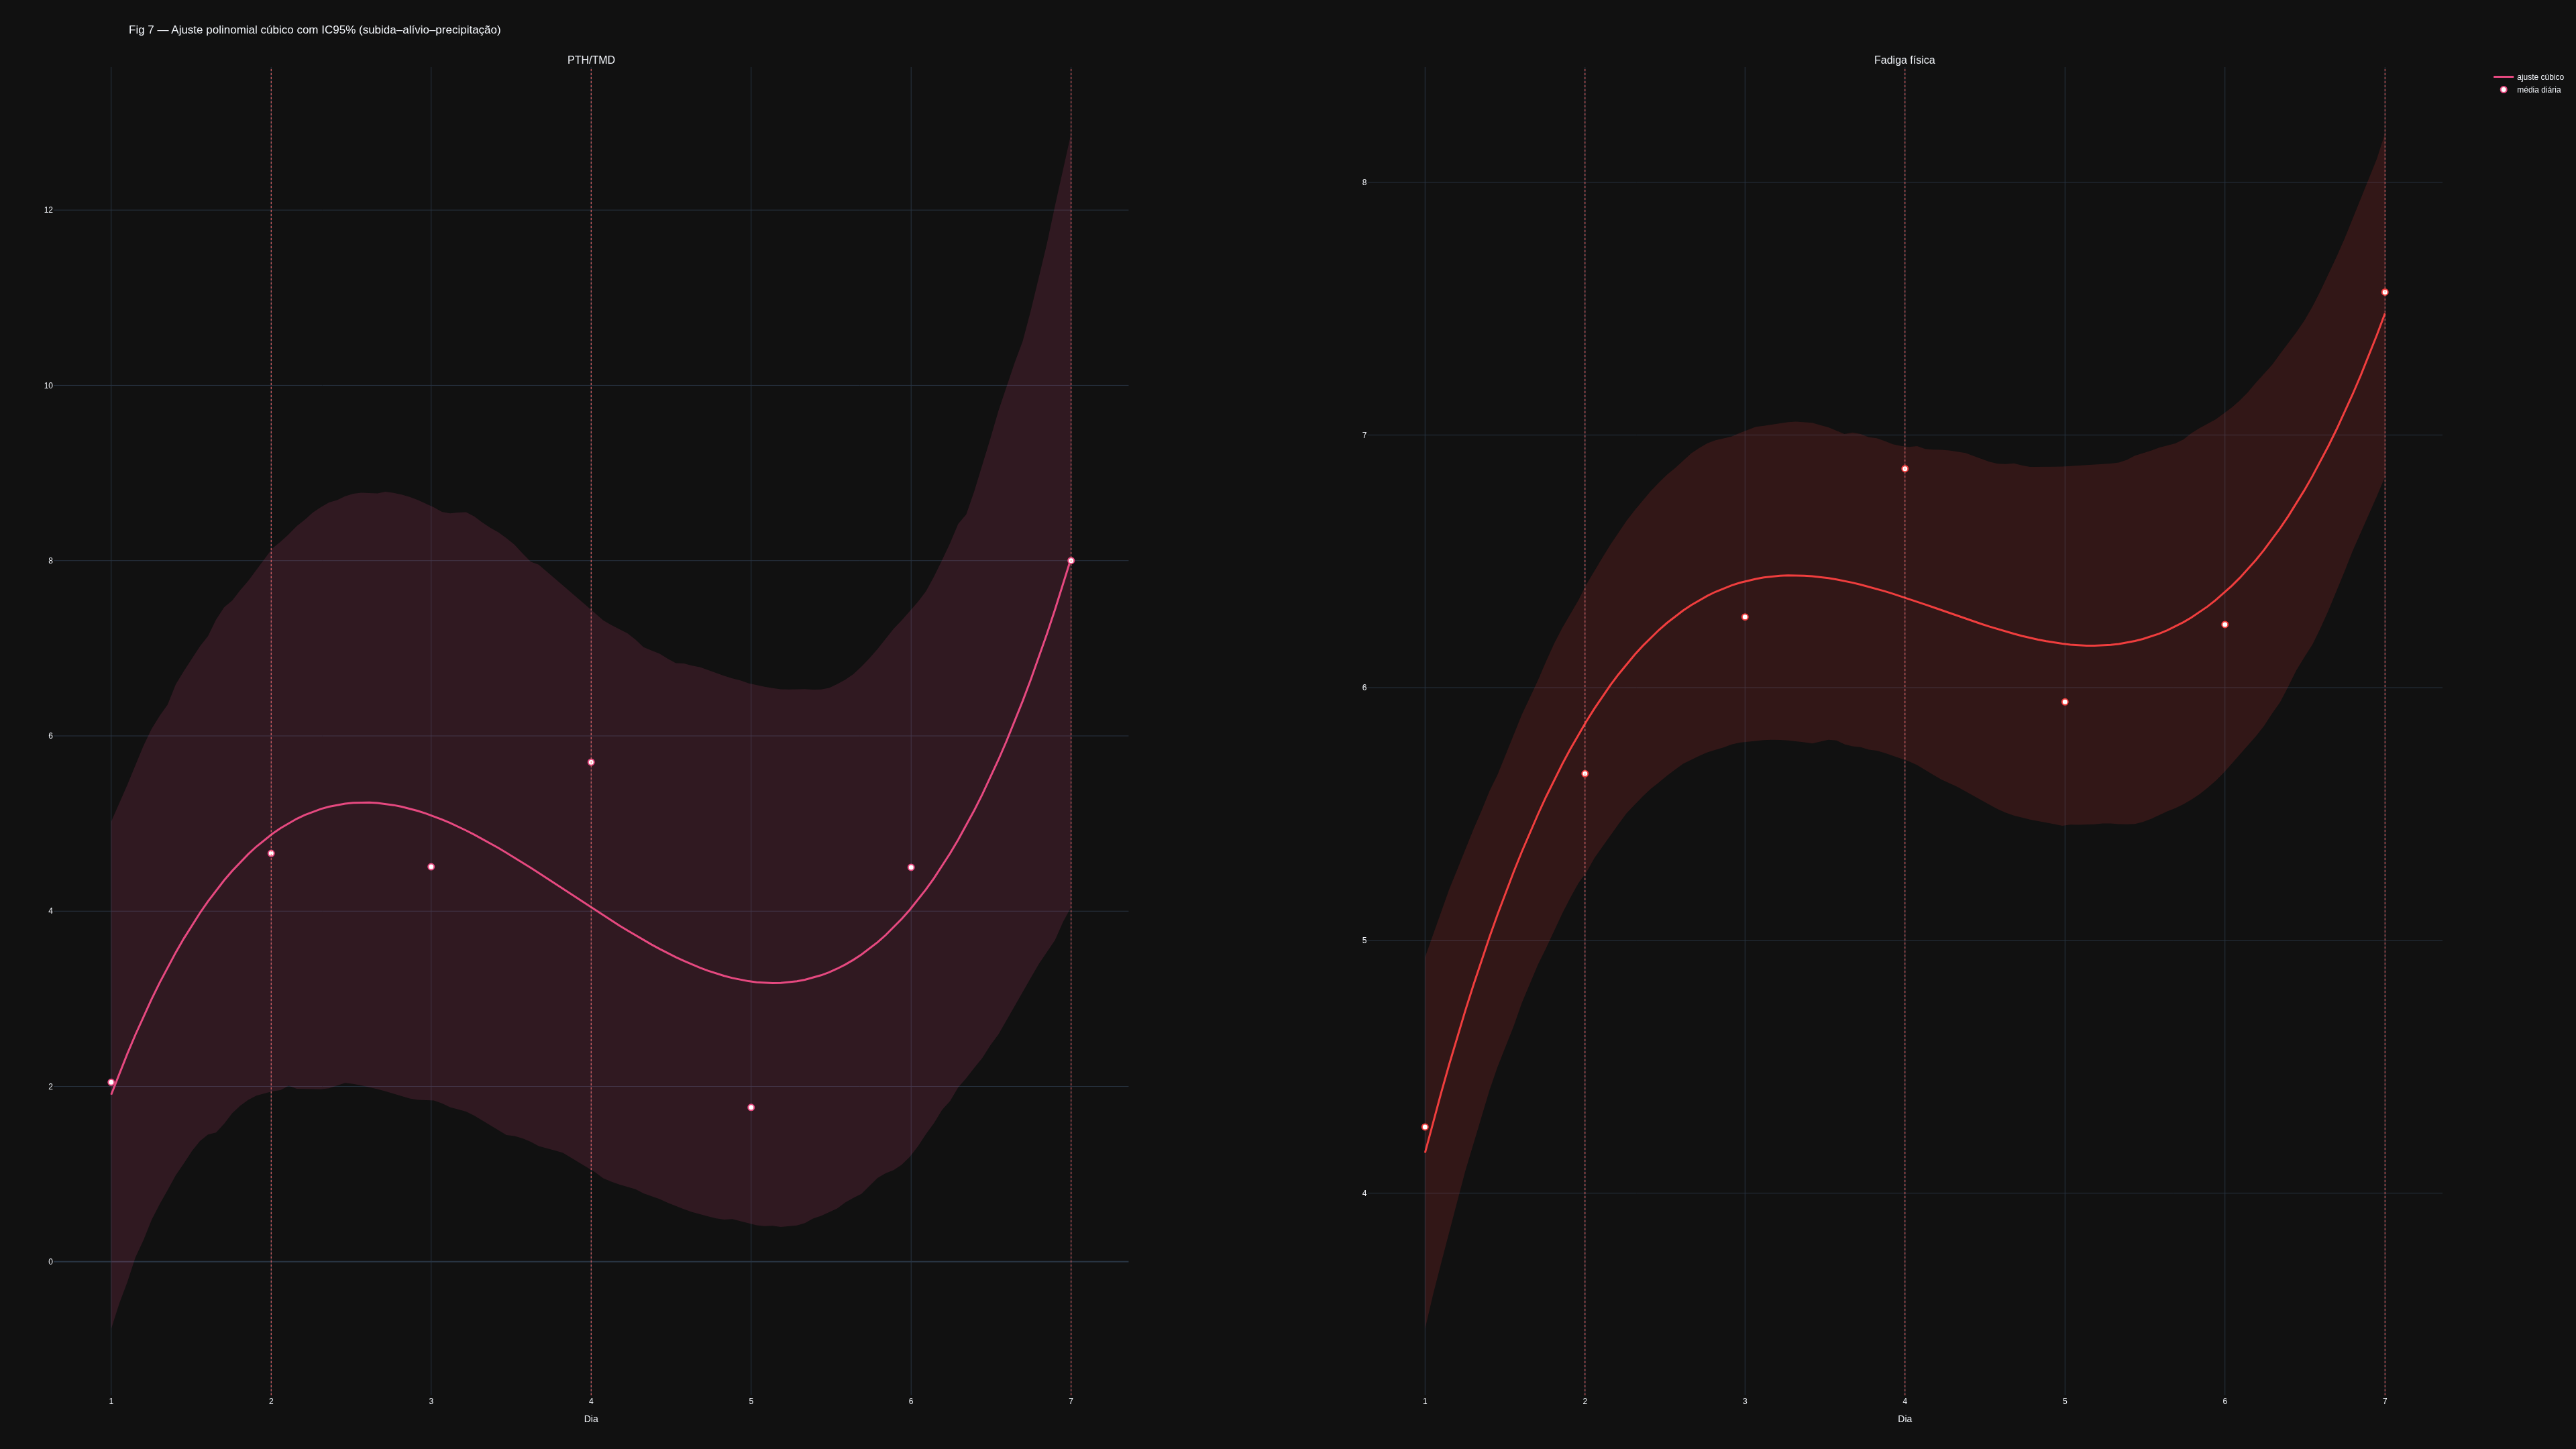 Fig 7 — Ajuste polinomial cúbico com IC95% (subida–alívio–precipitação)
PTH/TMD
Fadiga física
ajuste cúbico
média diária
12
10
8
6
4
2
0
1 2 3 4 5 6 7
Dia
8
7
6
5
4
1 2 3 4 5 6 7
Dia